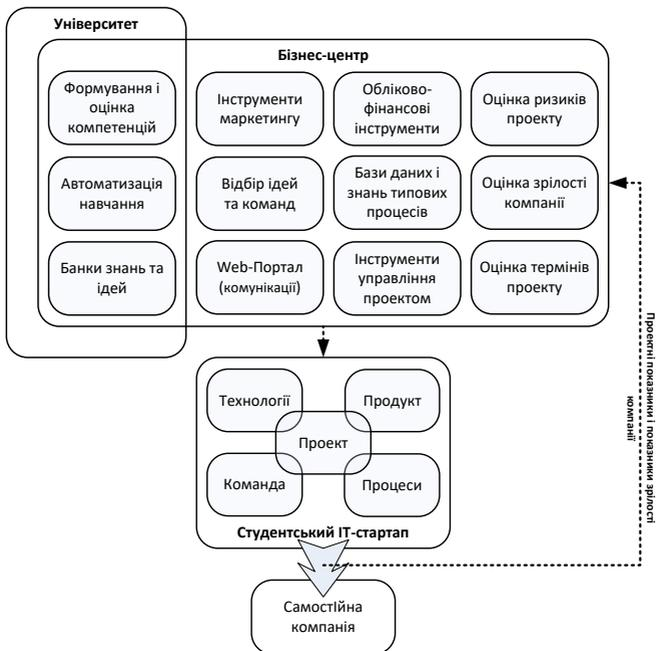 Університет
Бізнес-центр
Формування і
оцінка
компетенцій
Інструменти
маркетингу
Обліково-
фінансові
інструменти
Оцінка ризиків
проекту
Автоматизація
навчання
Відбір ідей
та команд
Бази даних і
знань типових
процесів
Оцінка зрілості
компанії
Банки знань та
ідей
Web-Портал
(комунікації)
Інструменти
управління
проектом
Оцінка термінів
проекту
Проектні показники і показники зрілості
компанії
Технології
Продукт
Проект
Команда
Процеси
Студентський ІТ-стартап
СамостІйна
компанія